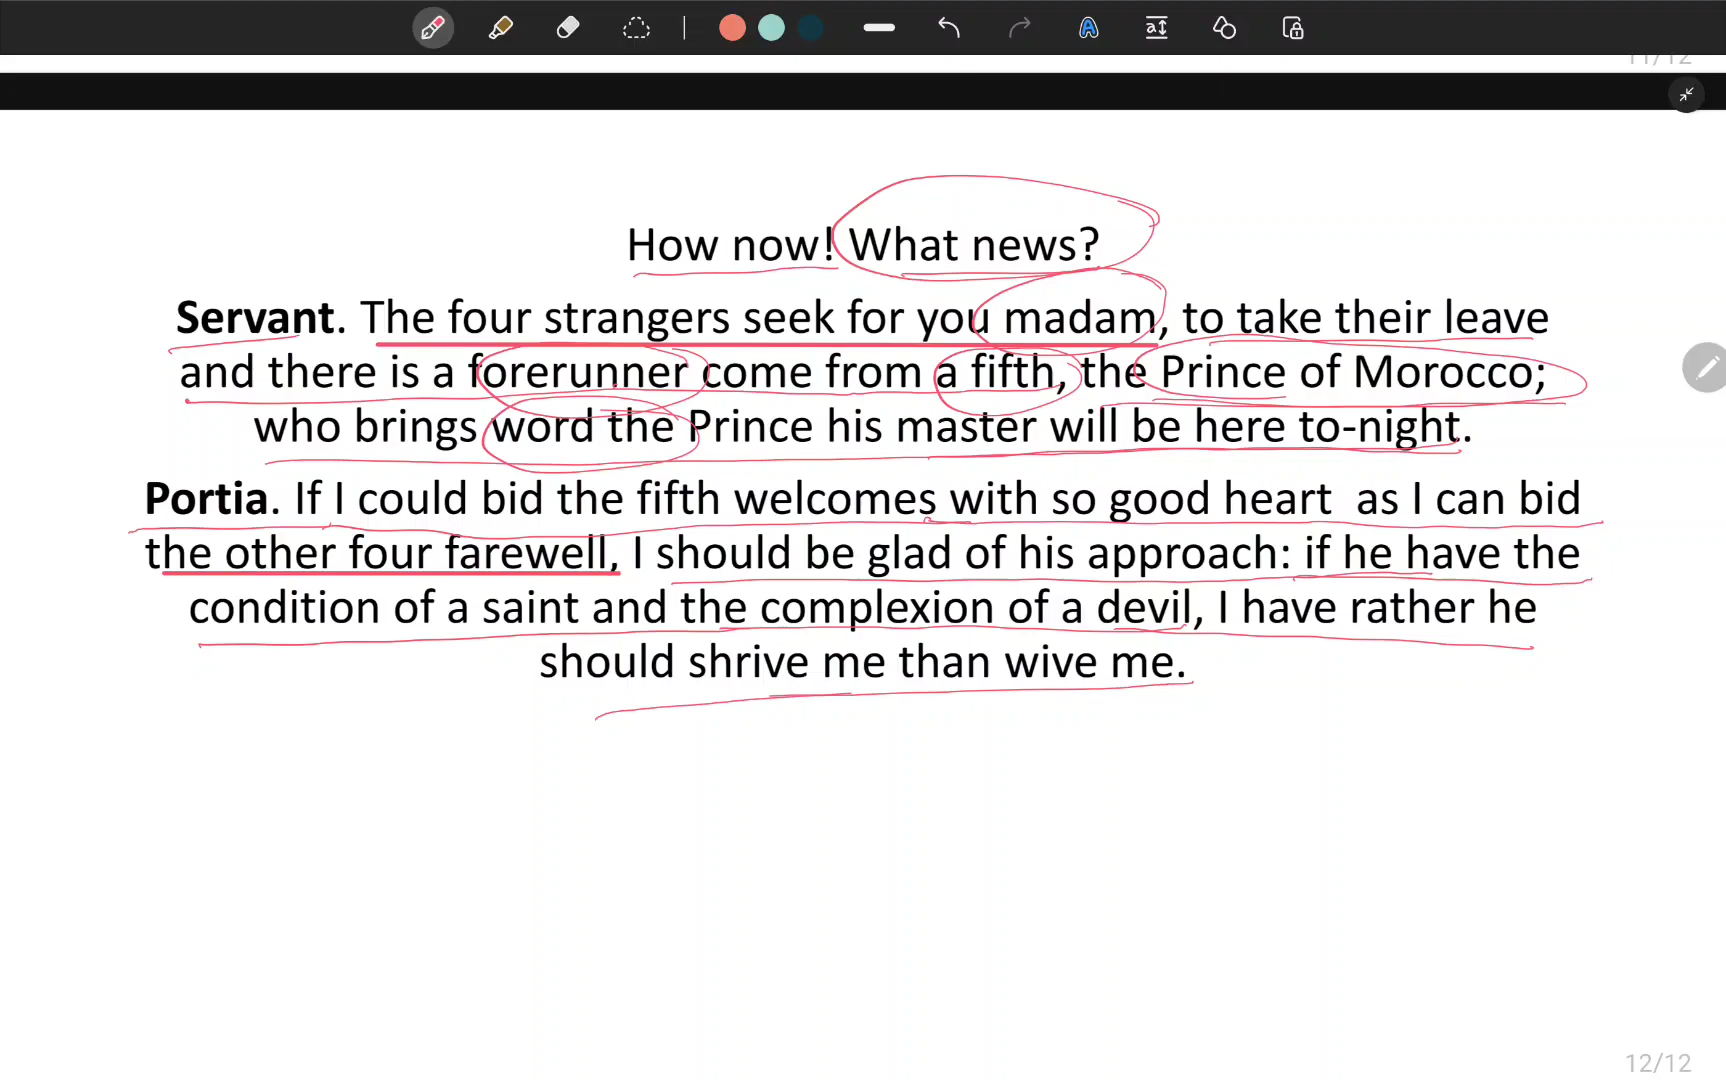 11/12
How now! What news?
Servant. The four strangers seek for you madam, to take their leave
and there is a forerunner come from a fifth, the Prince of Morocco;
who brings word the Prince his master will be here to-night.
Portia. If I could bid the fifth welcomes with so good heart as I can bid
the other four farewell, I should be glad of his approach: if he have the
condition of a saint and the complexion of a devil, I have rather he
should shrive me than wive me.
12/12